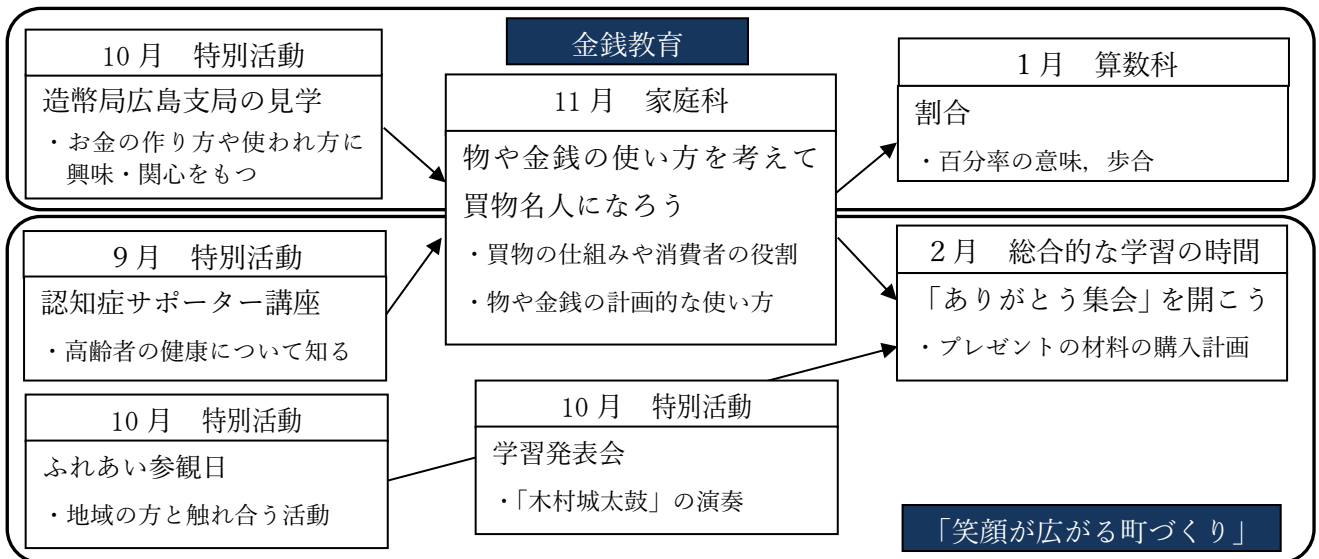 金銭教育
10月　特別活動
造幣局広島支局の見学
・お金の作り方や使われ方に
興味・関心をもつ
11月　家庭科
物や金銭の使い方を考えて
買物名人になろう
・買物の仕組みや消費者の役割
・物や金銭の計画的な使い方
1月　算数科
割合
・百分率の意味，歩合
9月　特別活動
認知症サポーター講座
・高齢者の健康について知る
2月　総合的な学習の時間
「ありがとう集会」を開こう
・プレゼントの材料の購入計画
10月　特別活動
ふれあい参観日
・地域の方と触れ合う活動
10月　特別活動
学習発表会
・「木村城太鼓」の演奏
「笑顔が広がる町づくり」